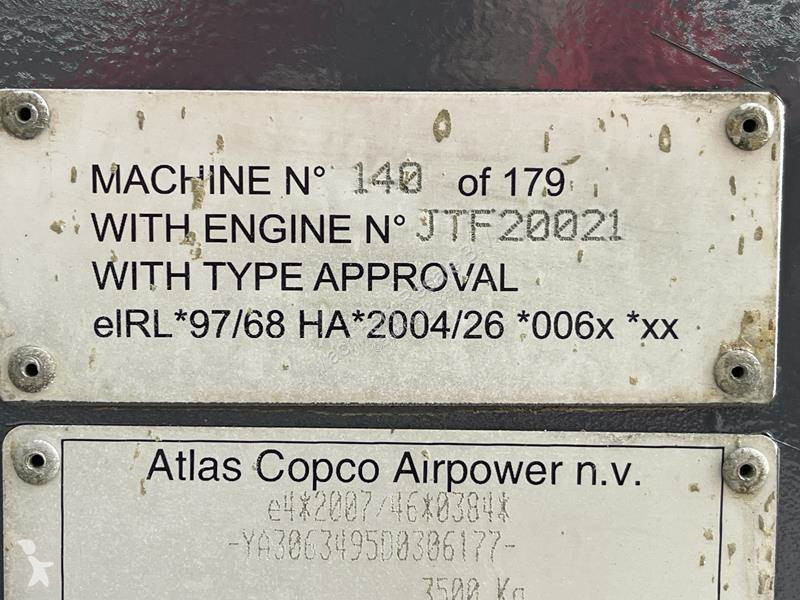 MACHINE N° 140 of 179
WITH ENGINE N° JTF20021
WITH TYPE APPROVAL
eIRL*97/68 HA*2004/26 *006x *xx
Atlas Copco Airpower n.v.
e4*2007/46*0384*
-YA3063495D0306177-
3500 Kg